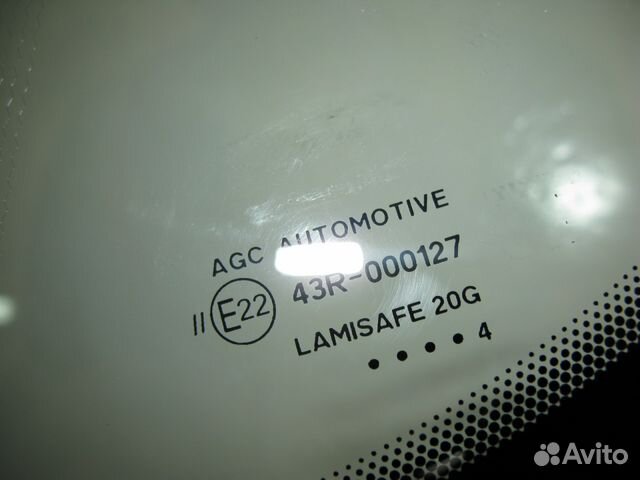 AGC AUTOMOTIVE
43R-000127
II E22
LAMISAFE 20G
• • • • 4
Avito